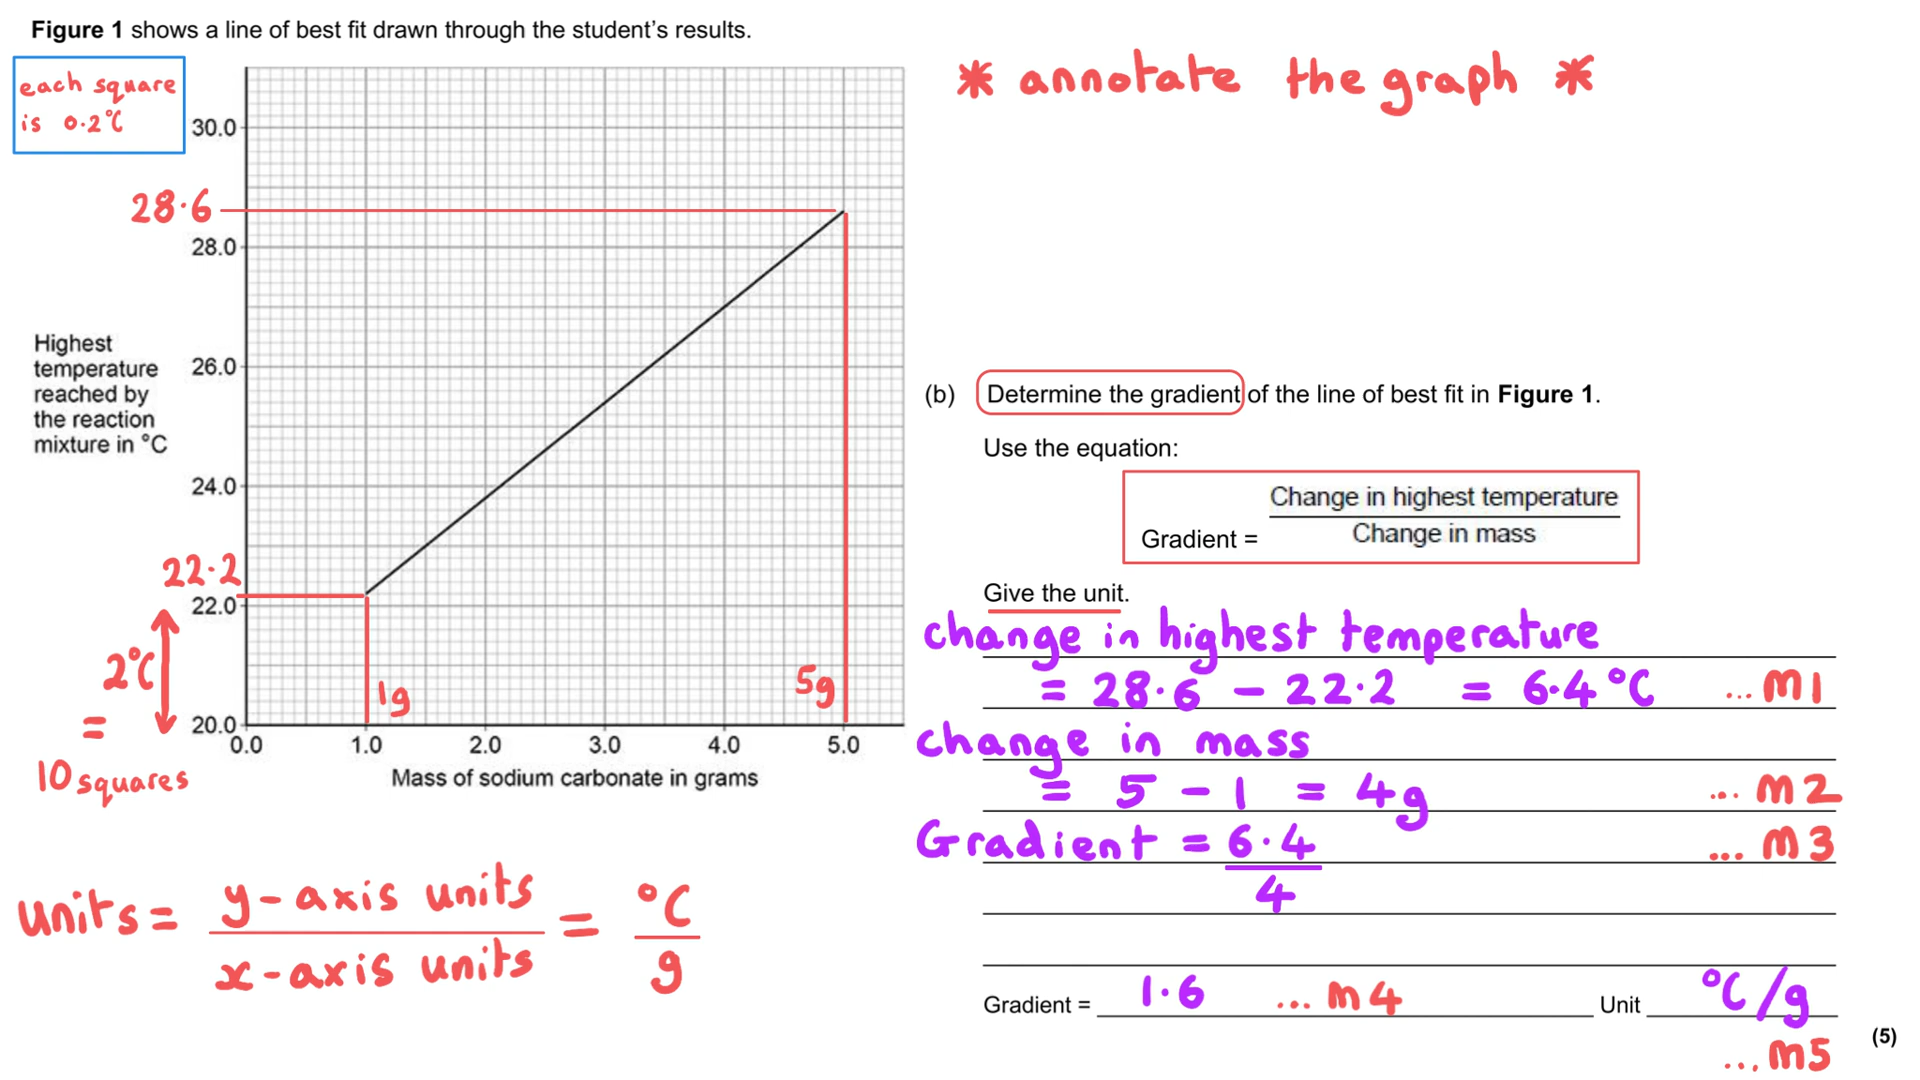 Figure 1 shows a line of best fit drawn through the student's results.
each square
is 0.2°C
* annotate the graph *
30.0
28.6
28.0
Highest
temperature
reached by
the reaction
mixture in °C
26.0
24.0
22.2
22.0
2°C
=
10 squares
20.0
1g
5g
0.0 1.0 2.0 3.0 4.0 5.0
Mass of sodium carbonate in grams
units = y-axis units = °C
x-axis units g
(b) Determine the gradient of the line of best fit in Figure 1.
Use the equation:
Change in highest temperature
Gradient =
Change in mass
Give the unit.
change in highest temperature
= 28.6 - 22.2 = 6.4°C ... m1
change in mass
= 5 - 1 = 4g ... m2
Gradient = 6.4 ... m3
4
Gradient = 1.6 ... m4 Unit °C/g
(5)
... m5